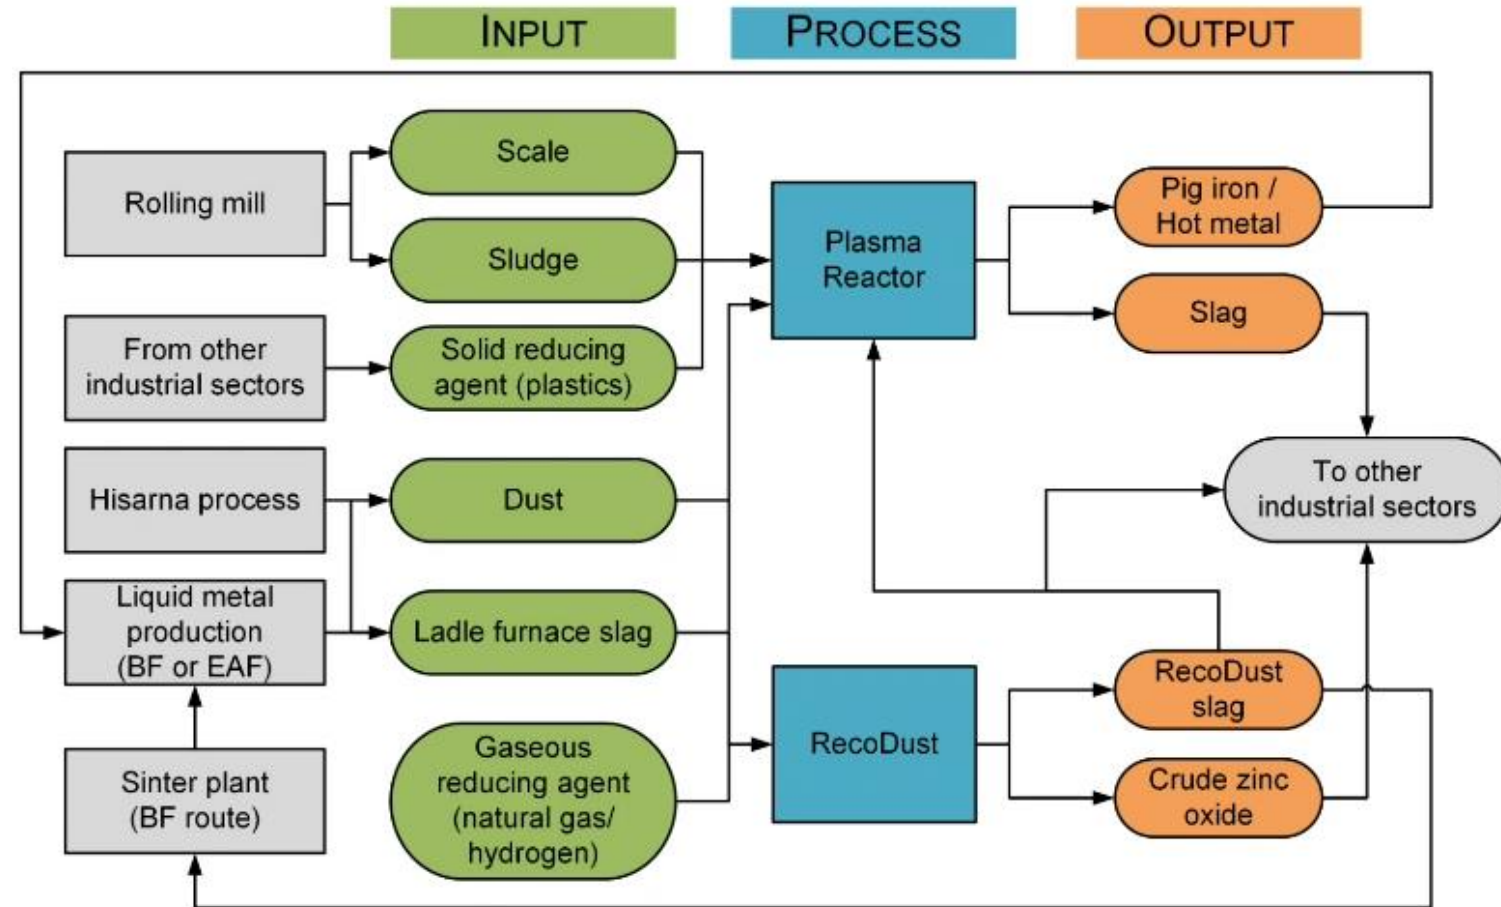 INPUT
PROCESS
OUTPUT
Rolling mill
From other
industrial sectors
Hisarna process
Liquid metal
production
(BF or EAF)
Sinter plant
(BF route)
Scale
Sludge
Solid reducing
agent (plastics)
Dust
Ladle furnace slag
Gaseous
reducing agent
(natural gas/
hydrogen)
Plasma
Reactor
RecoDust
Pig iron /
Hot metal
Slag
To other
industrial sectors
RecoDust
slag
Crude zinc
oxide